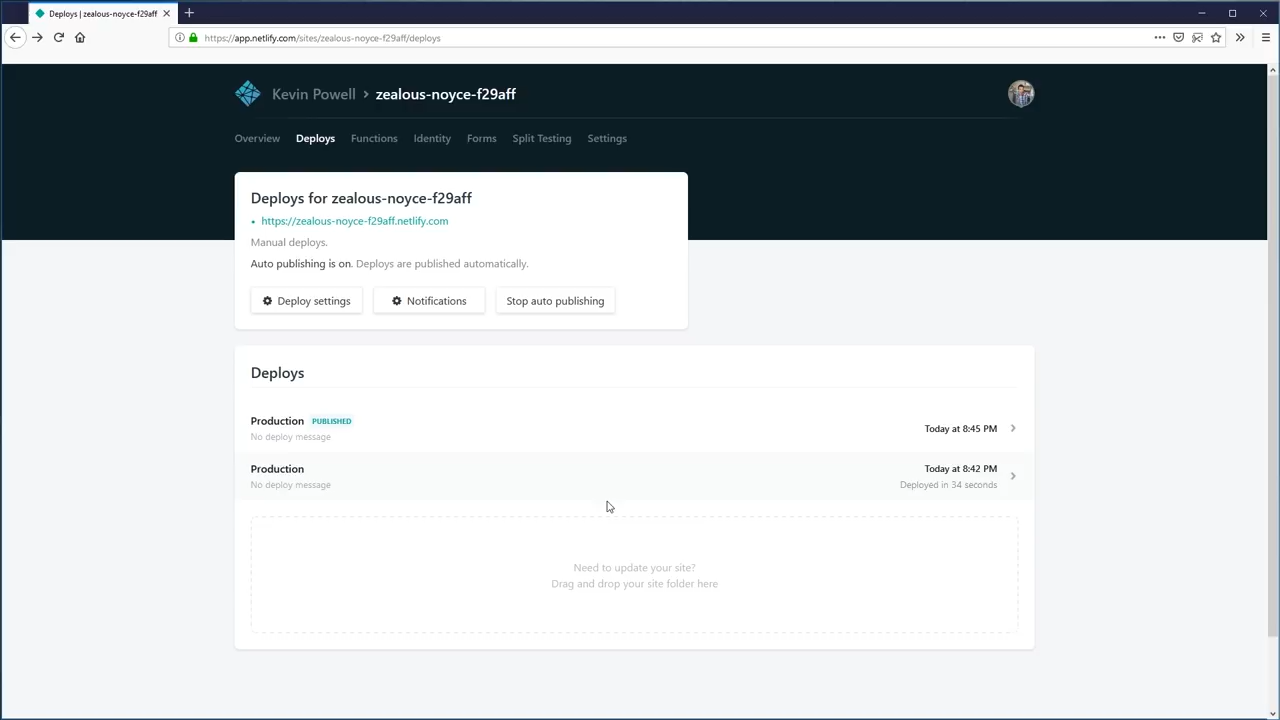 Deploys | zealous-noyce-f29aff
https://app.netlify.com/sites/zealous-noyce-f29aff/deploys
Kevin Powell > zealous-noyce-f29aff
Overview Deploys Functions Identity Forms Split Testing Settings
Deploys for zealous-noyce-f29aff
• https://zealous-noyce-f29aff.netlify.com
Manual deploys.
Auto publishing is on. Deploys are published automatically.
Deploy settings Notifications Stop auto publishing
Deploys
Production PUBLISHED
No deploy message
Today at 8:45 PM
Production
No deploy message
Today at 8:42 PM
Deployed in 34 seconds
Need to update your site?
Drag and drop your site folder here